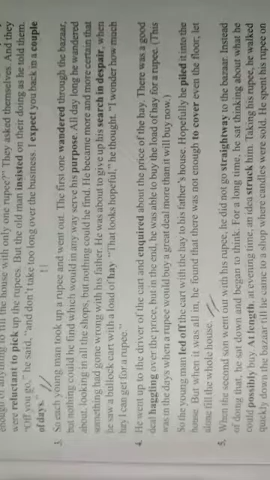 enough of anything to fill the house with only one rupee?" They asked themselves. And they
were reluctant to pick up the rupees. But the old man insisted on their doing as he told them.
"Off you go," he said, "and don't take too long over the business. I expect you back in a couple
of days."
3. So each young man took up a rupee and went out. The first one wandered through the bazaar,
but nothing could he find which would in any way serve his purpose. All day long he wandered
about, looking in all the shops, but nothing could he find. He became more and more certain that
something had gone wrong with his father. He was about to give up his search in despair, when
he saw a bullock cart with a load of hay. "That looks hopeful," he thought. "I wonder how much
hay I can get for a rupee."
4. He went up to the driver of the cart and enquired about the price of the hay. There was a good
deal haggling over the price, but in the end, he was able to buy the load of hay for a rupee. (This
was in the days when a rupee would buy a great deal more than it will buy now.)
So the young man led off the cart with the hay to his father's house. Hopefully he piled it into the
house. But when it was all in, he found that there was not enough to cover even the floor; let
alone fill the whole house.
5. When the second son went out with his rupee, he did not go straightway to the bazaar. Instead
of doing that, he sat down and began to think. For a long time, he sat thinking about what he
could possibly buy. At length, at evening time, an idea struck him. Taking his rupee, he walked
quickly down the bazaar till he came to a shop where candles were sold. He spent his rupee on